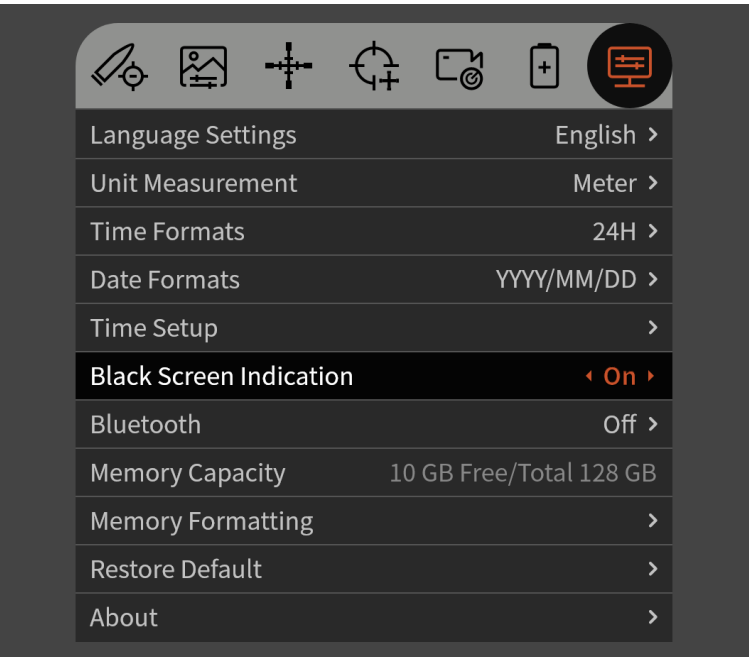 Language Settings English
Unit Measurement Meter
Time Formats 24H
Date Formats YYYY/MM/DD
Time Setup
Black Screen Indication On
Bluetooth Off
Memory Capacity 10 GB Free/Total 128 GB
Memory Formatting
Restore Default
About